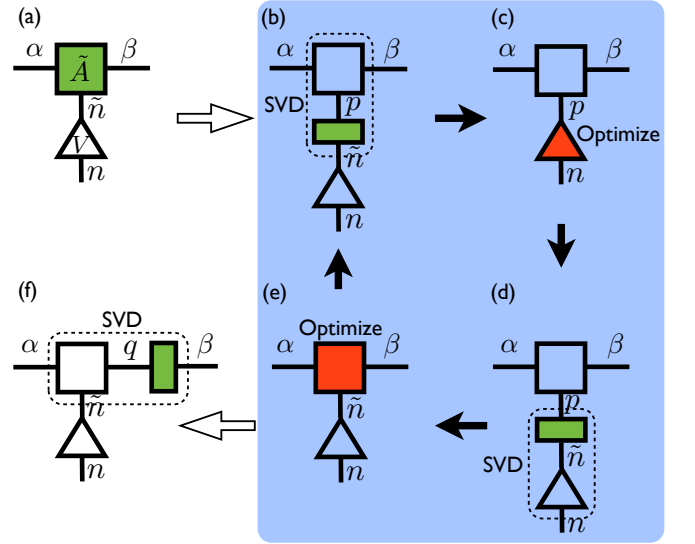 (a)
α Ã β
ñ
V
n
(b)
α β
SVD
p
ñ
n
(c)
α β
p
Optimize
n
(f)
SVD
α q β
ñ
n
(e)
Optimize
α β
ñ
n
(d)
α β
p
SVD
ñ
n